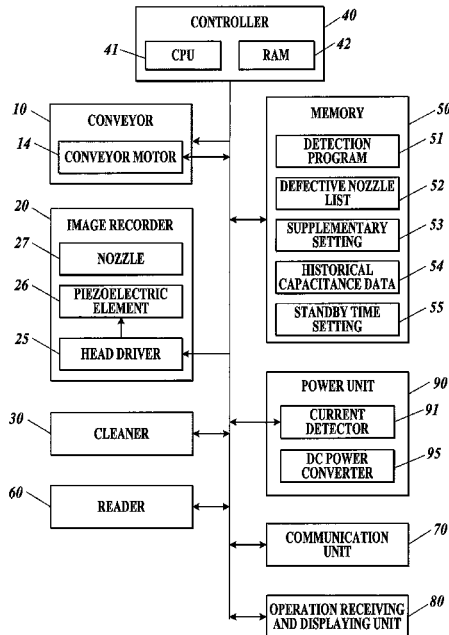 CONTROLLER
40
41
CPU
RAM
42
10
CONVEYOR
14
CONVEYOR MOTOR
20
IMAGE RECORDER
27
NOZZLE
26
PIEZOELECTRIC
ELEMENT
25
HEAD DRIVER
30
CLEANER
60
READER
MEMORY
50
DETECTION
PROGRAM
51
DEFECTIVE NOZZLE
LIST
52
SUPPLEMENTARY
SETTING
53
HISTORICAL
CAPACITANCE DATA
54
STANDBY TIME
SETTING
55
POWER UNIT
90
CURRENT
DETECTOR
91
DC POWER
CONVERTER
95
COMMUNICATION
UNIT
70
OPERATION RECEIVING
AND DISPLAYING UNIT
80